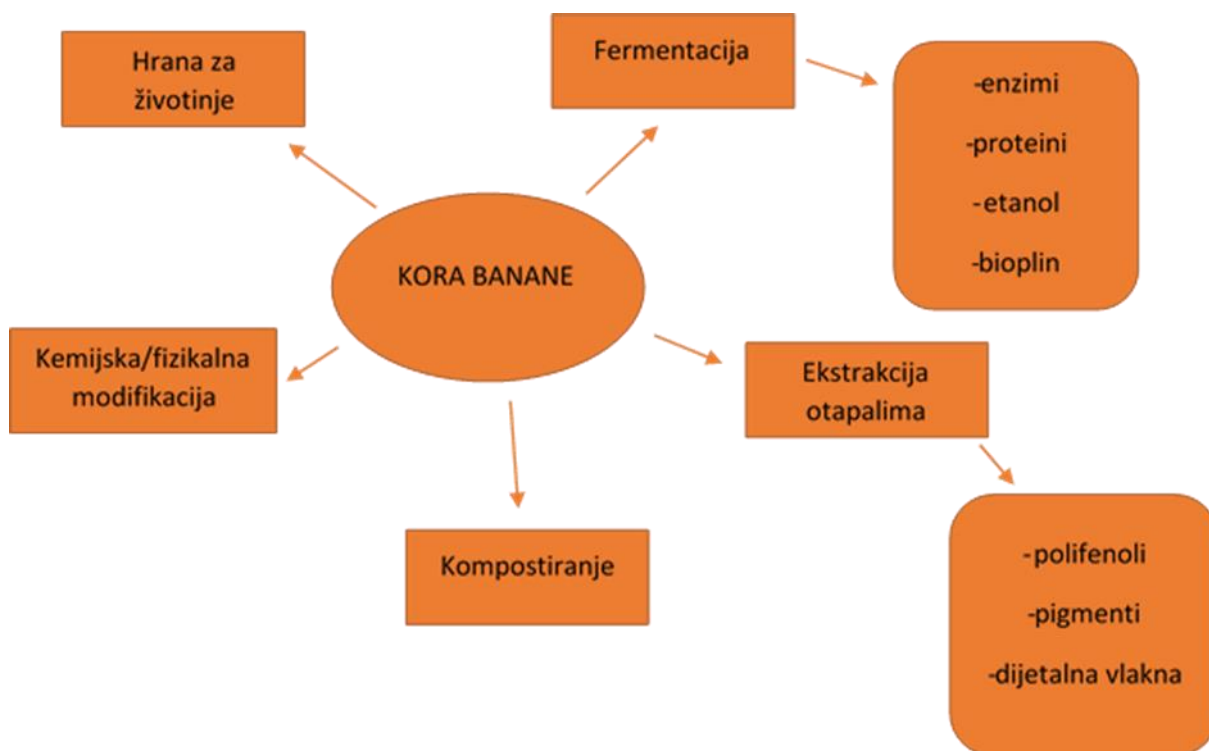 Hrana za
životinje
Fermentacija
-enzimi
-proteini
-etanol
-bioplin
KORA BANANE
Kemijska/fizikalna
modifikacija
Ekstrakcija
otapalima
Kompostiranje
-polifenoli
-pigmenti
-dijetalna vlakna